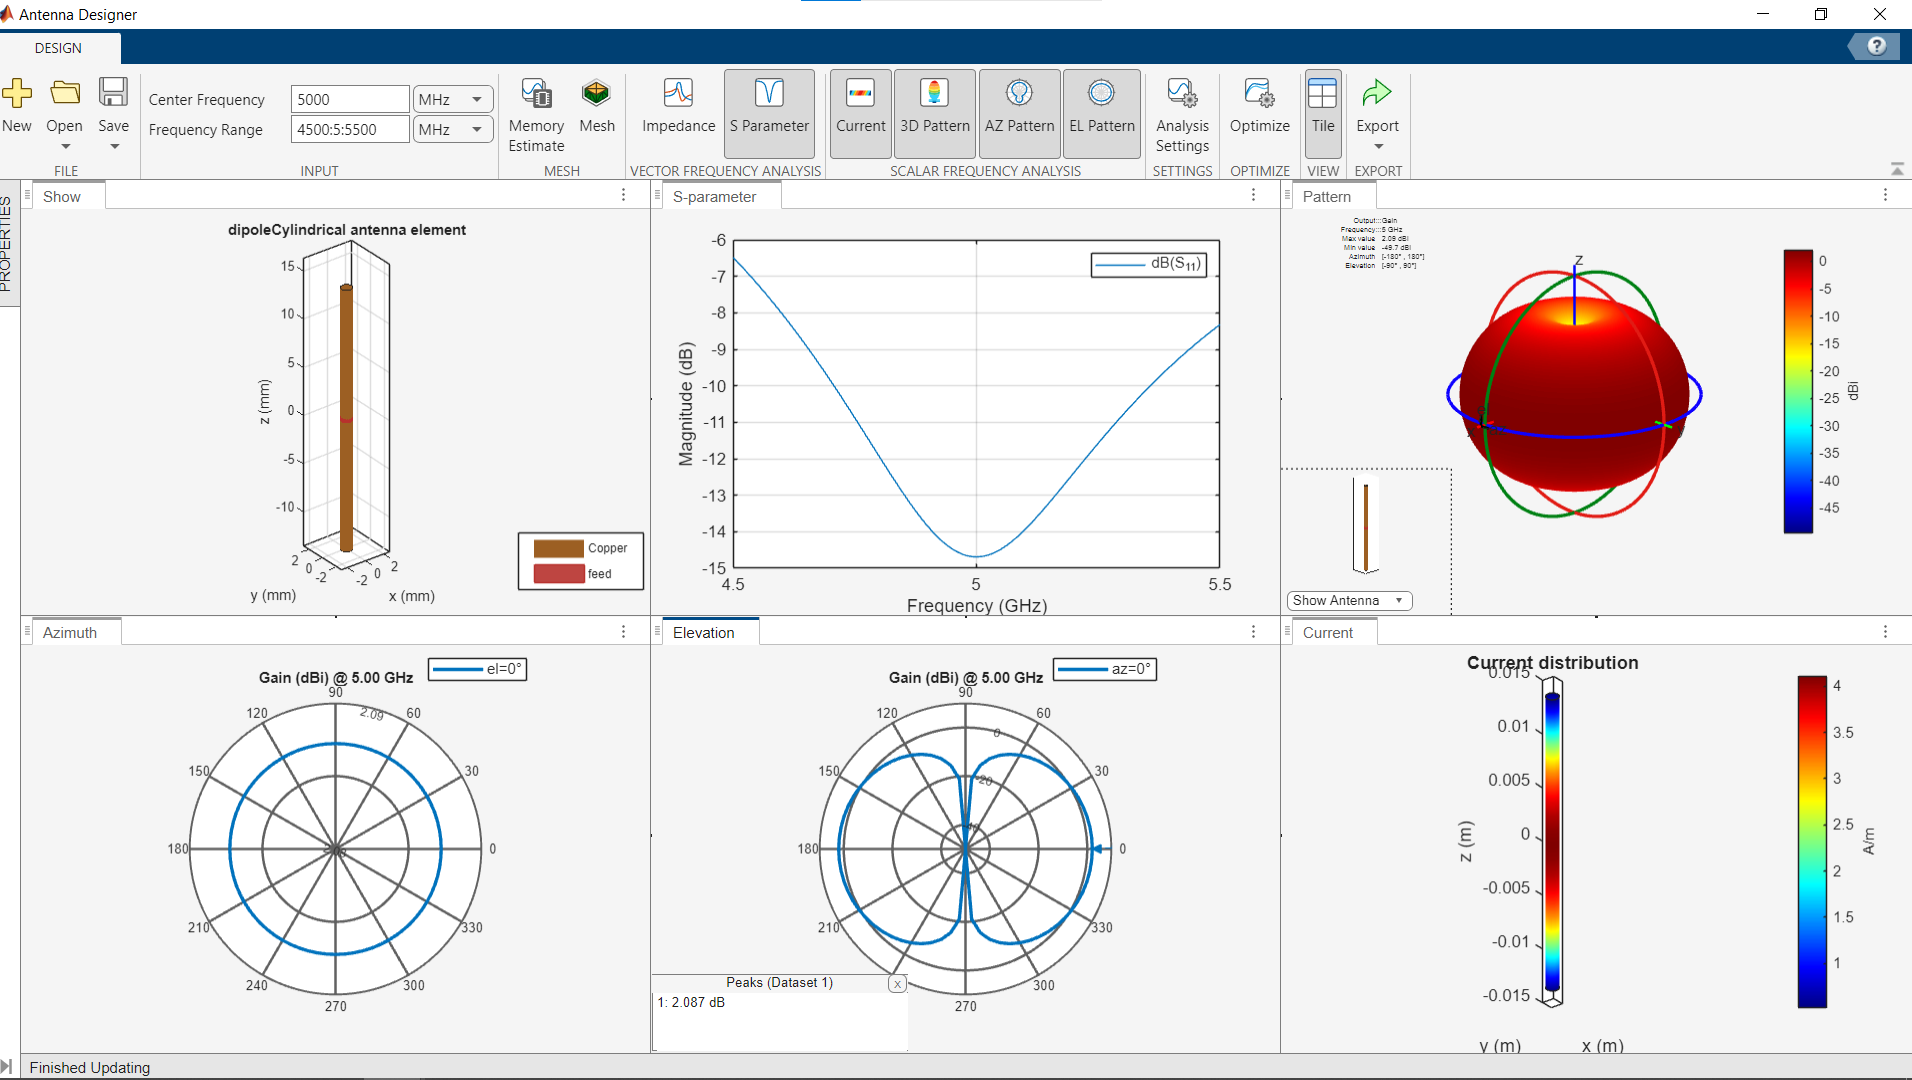 Antenna Designer
DESIGN
?
New
Open
Save
FILE
Center Frequency 5000 MHz
Frequency Range 4500:5:5500 MHz
INPUT
Memory Estimate
Mesh
MESH
Impedance
S Parameter
VECTOR FREQUENCY ANALYSIS
Current
3D Pattern
AZ Pattern
EL Pattern
SCALAR FREQUENCY ANALYSIS
Analysis Settings
SETTINGS
Optimize
OPTIMIZE
Tile
VIEW
Export
EXPORT
PROPERTIES
Show
dipoleCylindrical antenna element
15
10
5
0
-5
-10
z (mm)
2 0 -2
-2 0 2
y (mm)
x (mm)
Copper
feed
S-parameter
-6
-7
-8
-9
-10
-11
-12
-13
-14
-15
Magnitude (dB)
dB(S11)
4.5 5 5.5
Frequency (GHz)
Pattern
Output:::Gain
Frequency:::5 GHz
Max value 2.09 dBi
Min value -49.7 dBi
Azimuth [-180° , 180°]
Elevation [-90° , 90°]
z
0
-5
-10
-15
-20
-25
-30
-35
-40
-45
dBi
Show Antenna
Azimuth
Gain (dBi) @ 5.00 GHz
el=0°
90
120 2.09 60
150 30
180 0
210 330
240 300
270
Elevation
Gain (dBi) @ 5.00 GHz
az=0°
90
120 0 60
150 -20 30
180 0
210 330
300
270
Peaks (Dataset 1) x
1: 2.087 dB
Current
Current distribution
0.015
0.01
0.005
0
-0.005
-0.01
-0.015
z (m)
y (m)
x (m)
4
3.5
3
2.5
2
1.5
1
A/m
Finished Updating